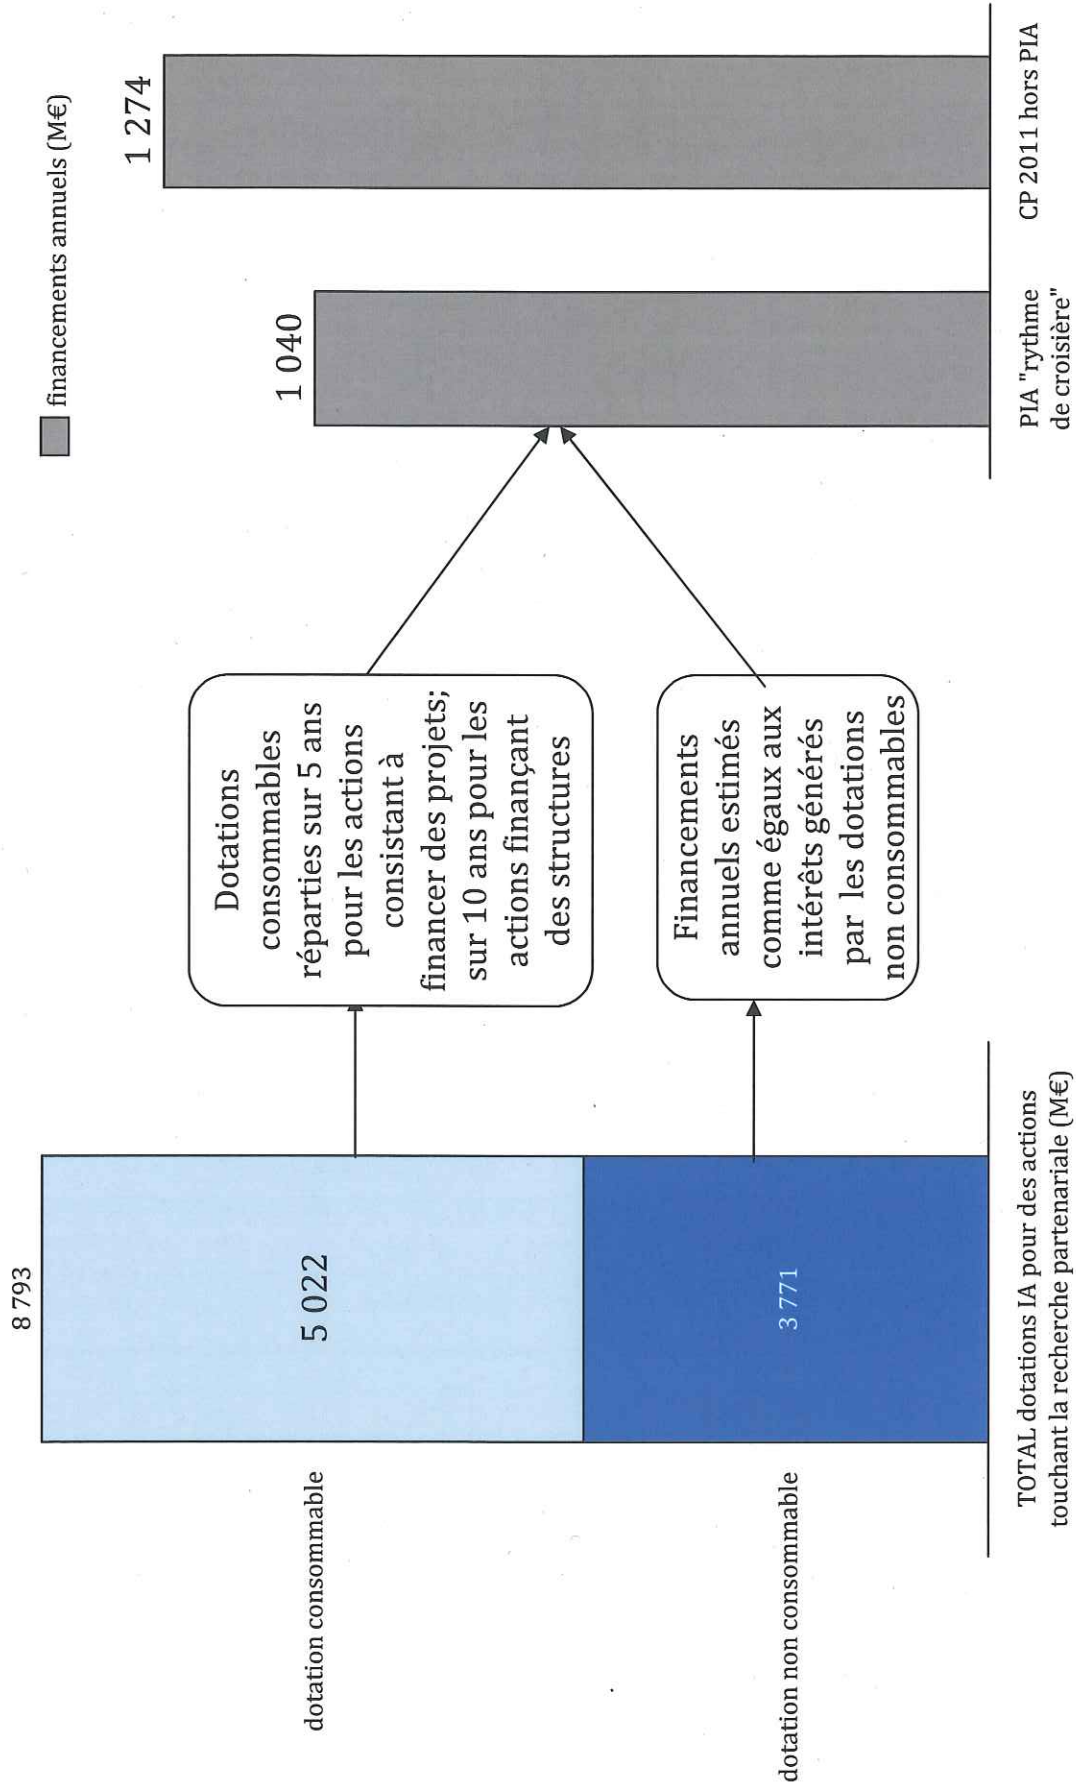 financements annuels (M€)
8 793
5 022
3 771
dotation consommable
dotation non consommable
TOTAL dotations IA pour des actions
touchant la recherche partenariale (M€)
Dotations
consommables
réparties sur 5 ans
pour les actions
consistant à
financer des projets;
sur 10 ans pour les
actions finançant
des structures
Financements
annuels estimés
comme égaux aux
intérêts générés
par les dotations
non consommables
1 040
PIA "rythme
de croisière"
1 274
CP 2011 hors PIA